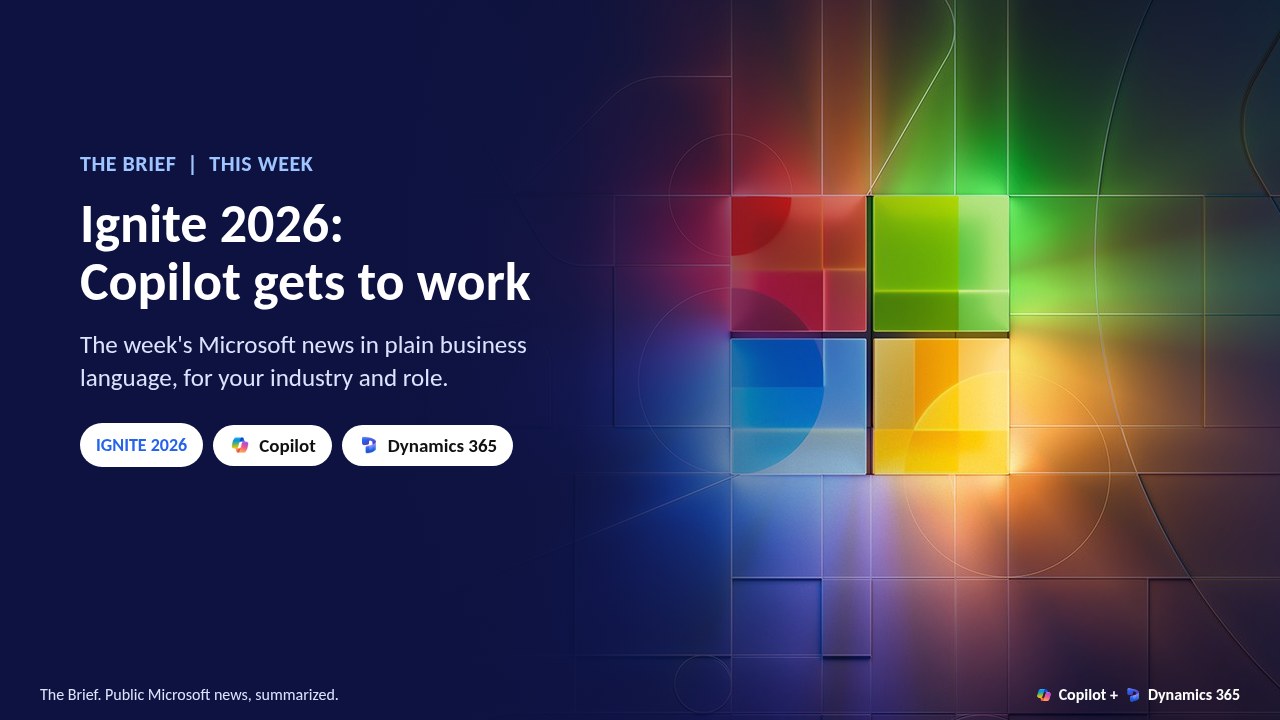 THE BRIEF | THIS WEEK
Ignite 2026:
Copilot gets to work
The week's Microsoft news in plain business
language, for your industry and role.
IGNITE 2026 Copilot Dynamics 365
The Brief. Public Microsoft news, summarized.
Copilot + Dynamics 365